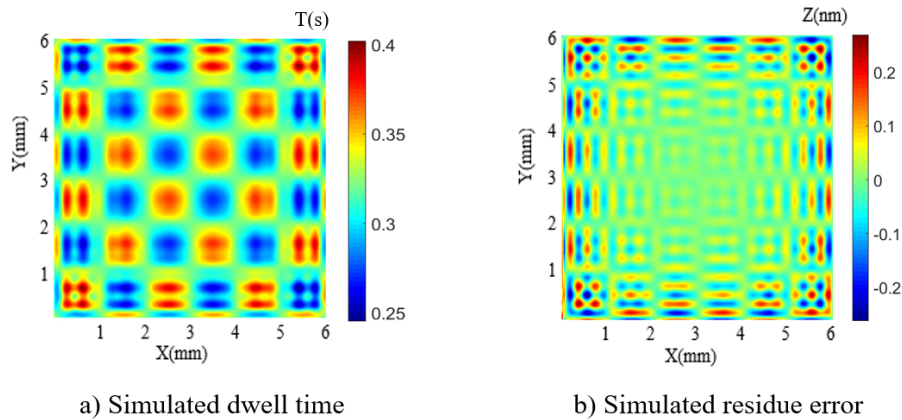 T(s)
6
5
4
3
2
1
Y(mm)
1 2 3 4 5 6
X(mm)
0.4
0.35
0.3
0.25
a) Simulated dwell time
Z(nm)
6
5
4
3
2
1
Y(mm)
1 2 3 4 5 6
X(mm)
0.2
0.1
0
-0.1
-0.2
b) Simulated residue error